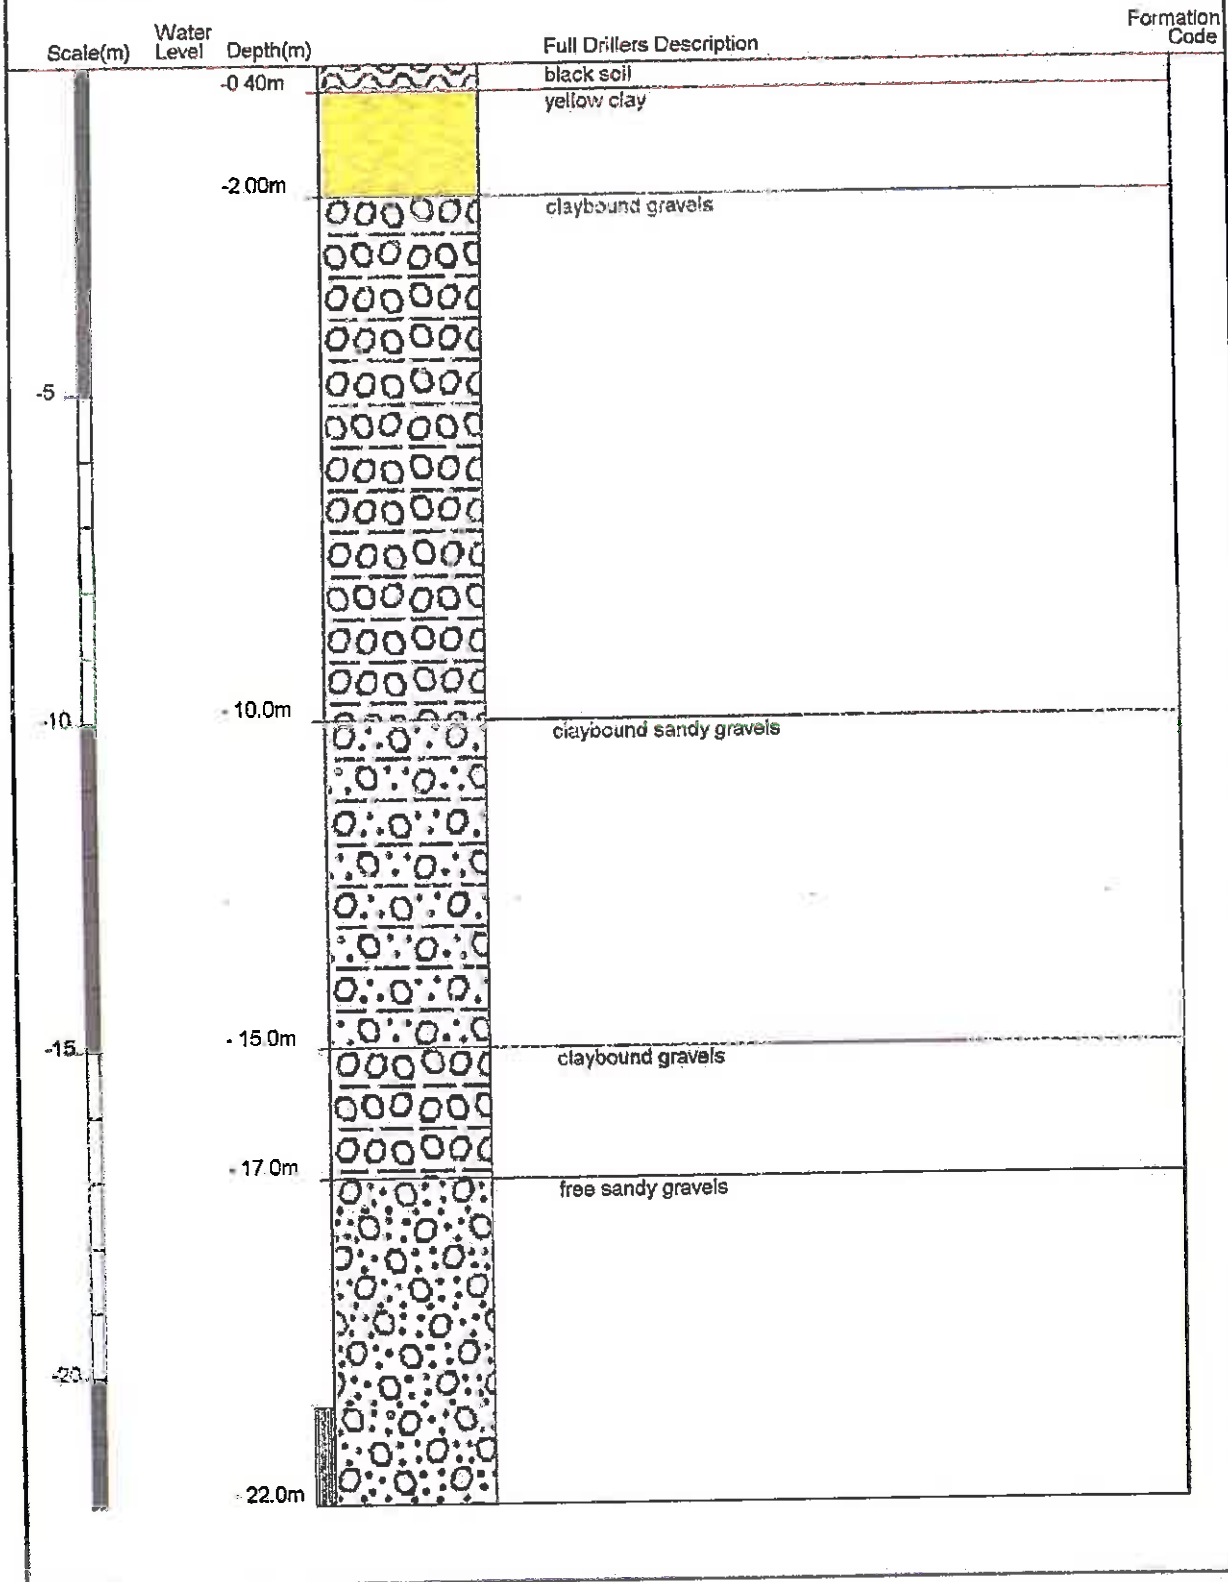 Scale(m) Water Level Depth(m) Full Drillers Description Formation Code
-0 40m black soil
yellow clay
-2.00m claybound gravels
-5
-10 - 10.0m claybound sandy gravels
-15 - 15.0m claybound gravels
- 17.0m free sandy gravels
-20
- 22.0m